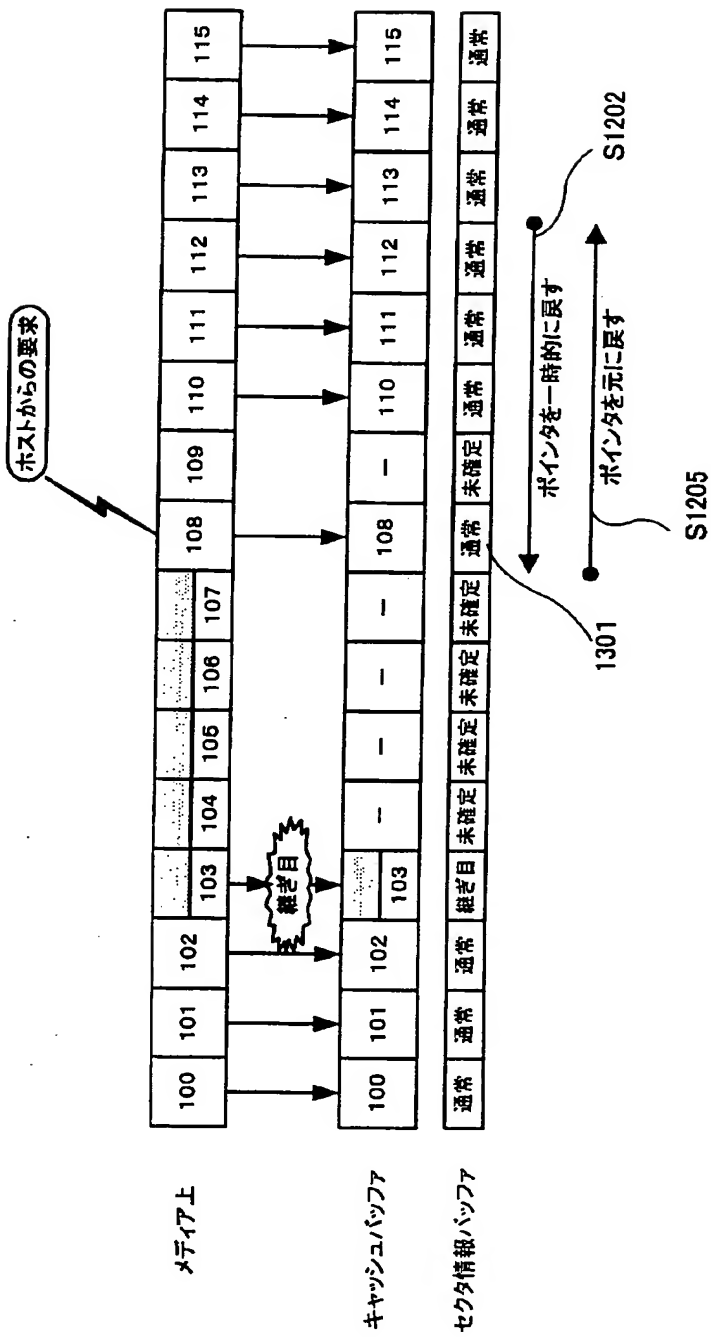 ホストからの要求
メディア上 100 101 102 103 104 105 106 107 108 109 110 111 112 113 114 115
継ぎ目
キャッシュバッファ 100 101 102 103 － － － － 108 － 110 111 112 113 114 115
セクタ情報バッファ 通常 通常 通常 継ぎ目 未確定 未確定 未確定 未確定 通常 未確定 通常 通常 通常 通常 通常 通常
1301
ポインタを一時的に戻す
S1202
ポインタを元に戻す
S1205